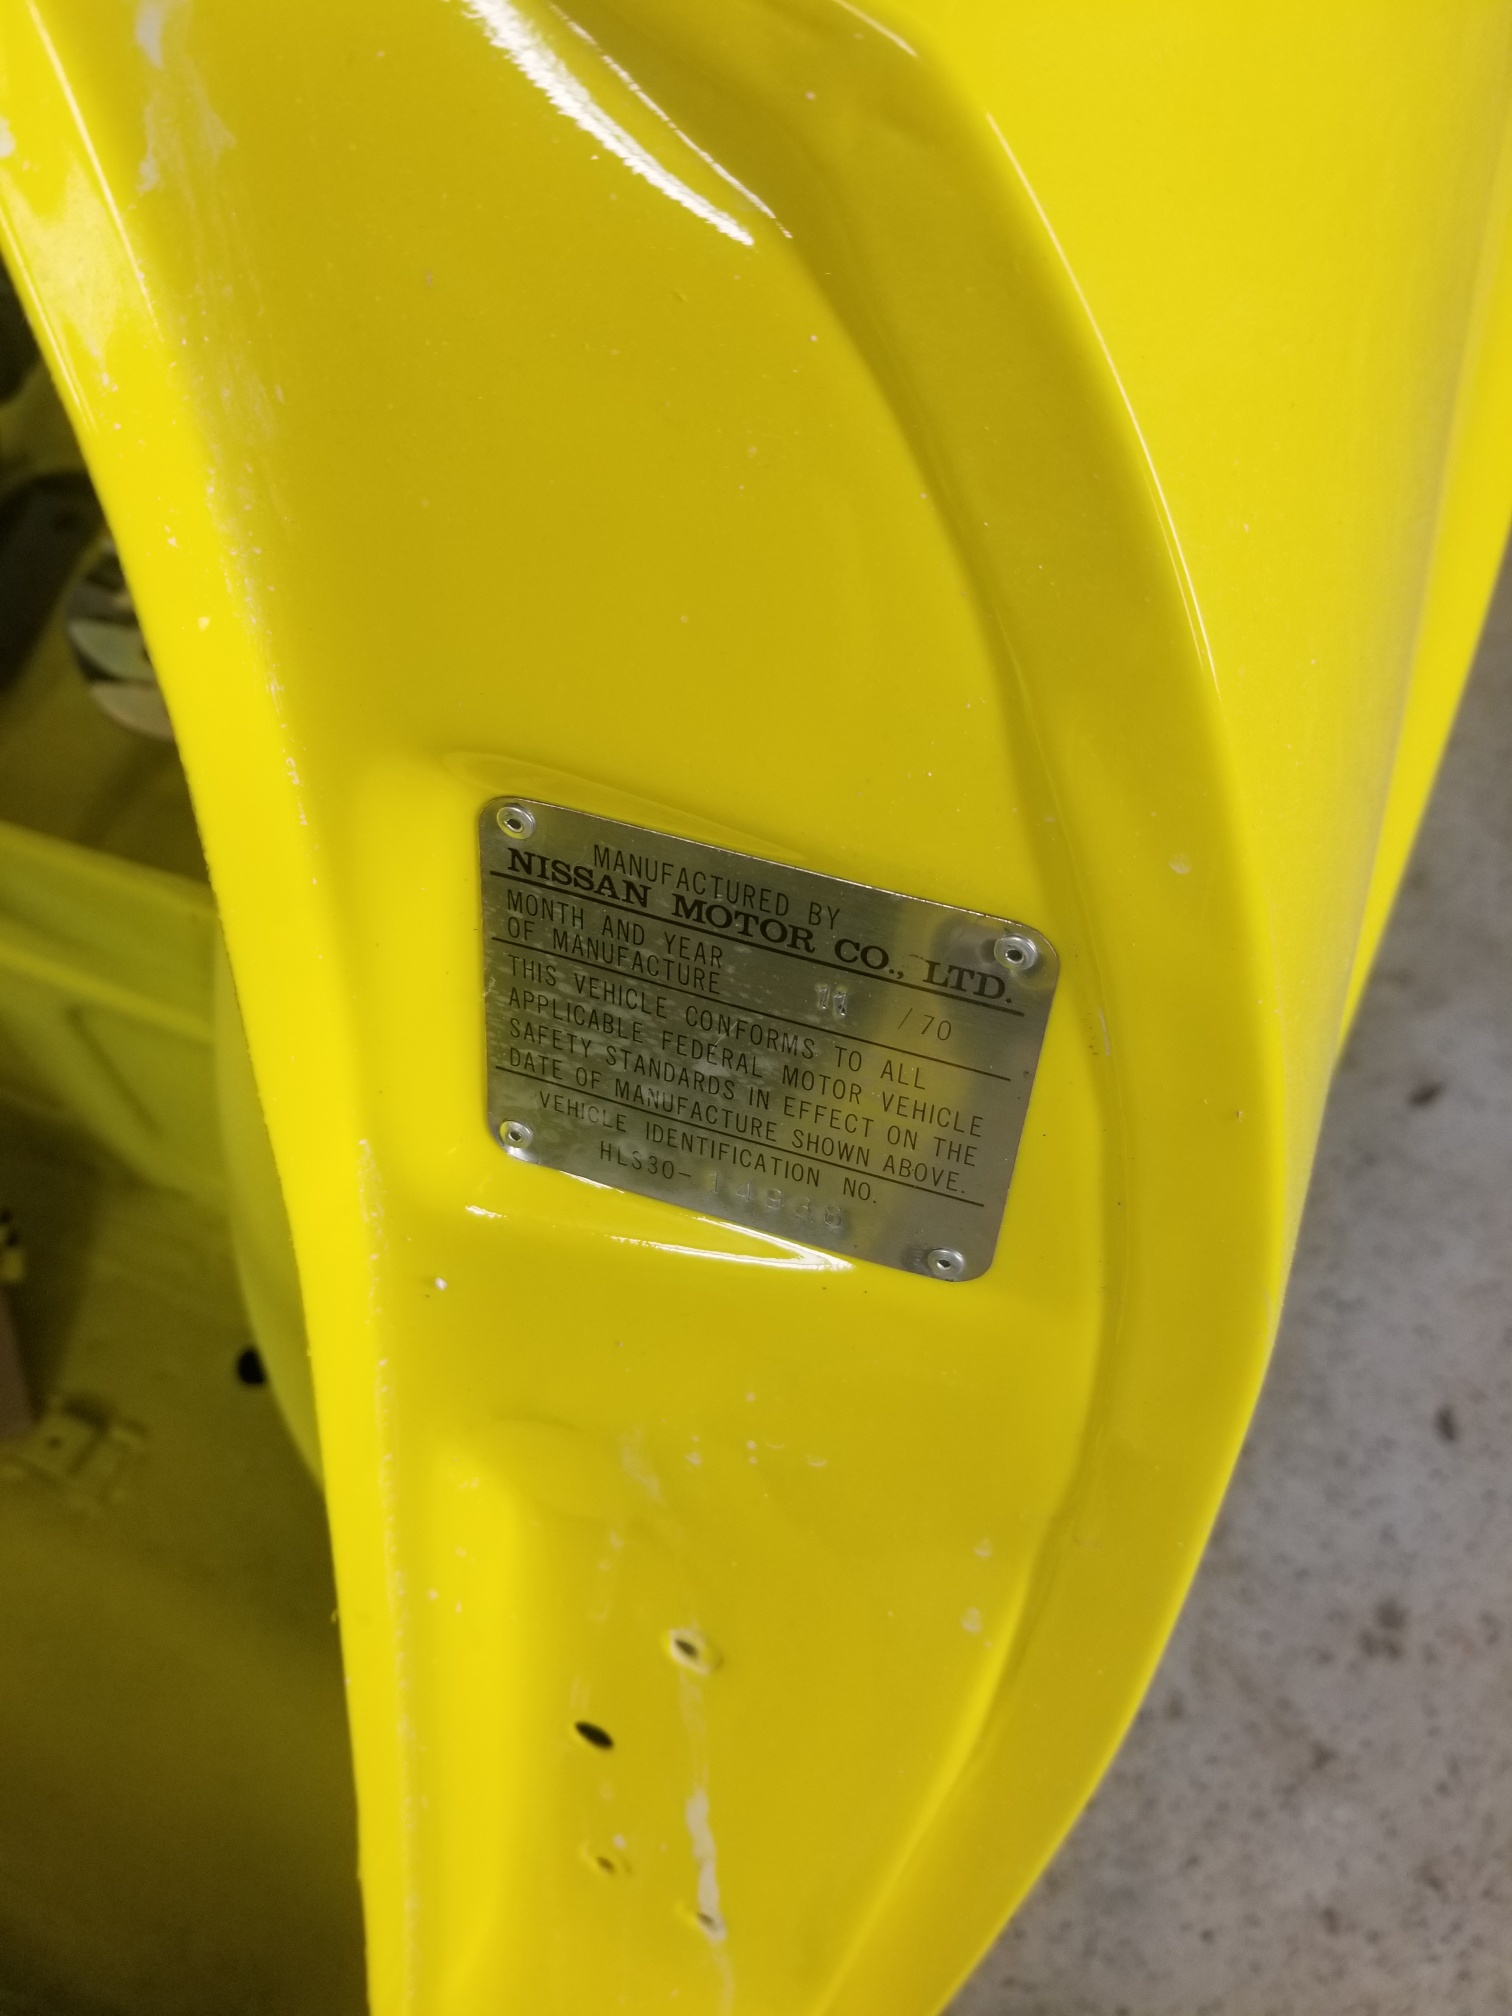 MANUFACTURED BY
NISSAN MOTOR CO., LTD.
MONTH AND YEAR
OF MANUFACTURE 11 /70
THIS VEHICLE CONFORMS TO ALL
APPLICABLE FEDERAL MOTOR VEHICLE
SAFETY STANDARDS IN EFFECT ON THE
DATE OF MANUFACTURE SHOWN ABOVE.
VEHICLE IDENTIFICATION NO.
HLS30-